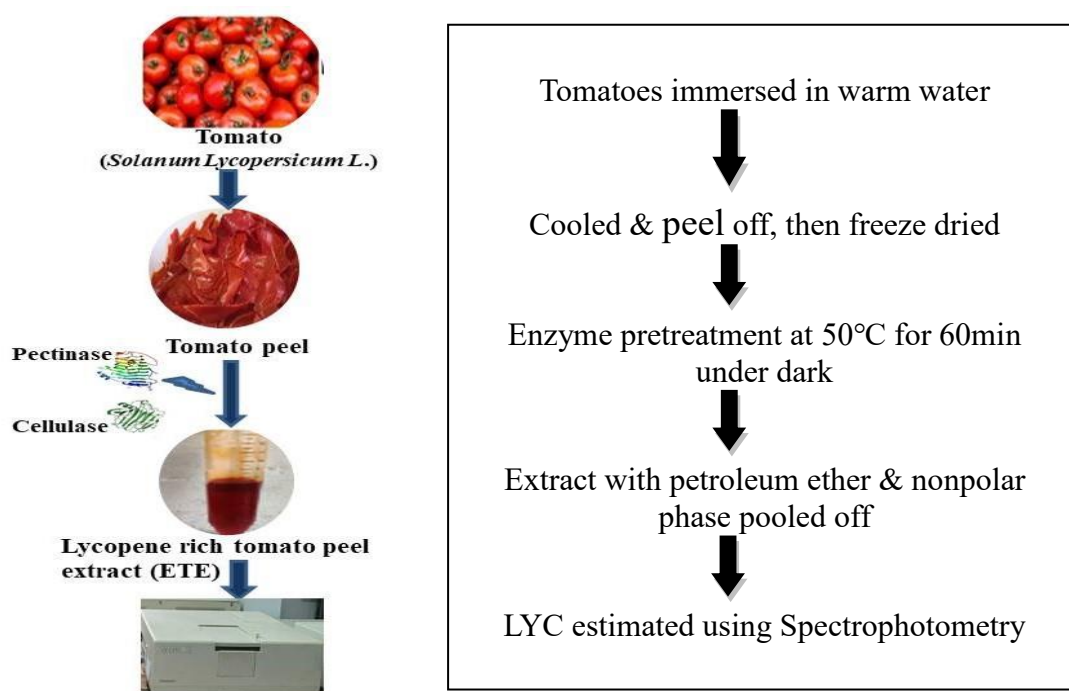 Tomato
(Solanum Lycopersicum L.)
Tomato peel
Pectinase
Cellulase
Lycopene rich tomato peel
extract (ETE)
Tomatoes immersed in warm water
Cooled & peel off, then freeze dried
Enzyme pretreatment at 50°C for 60min
under dark
Extract with petroleum ether & nonpolar
phase pooled off
LYC estimated using Spectrophotometry